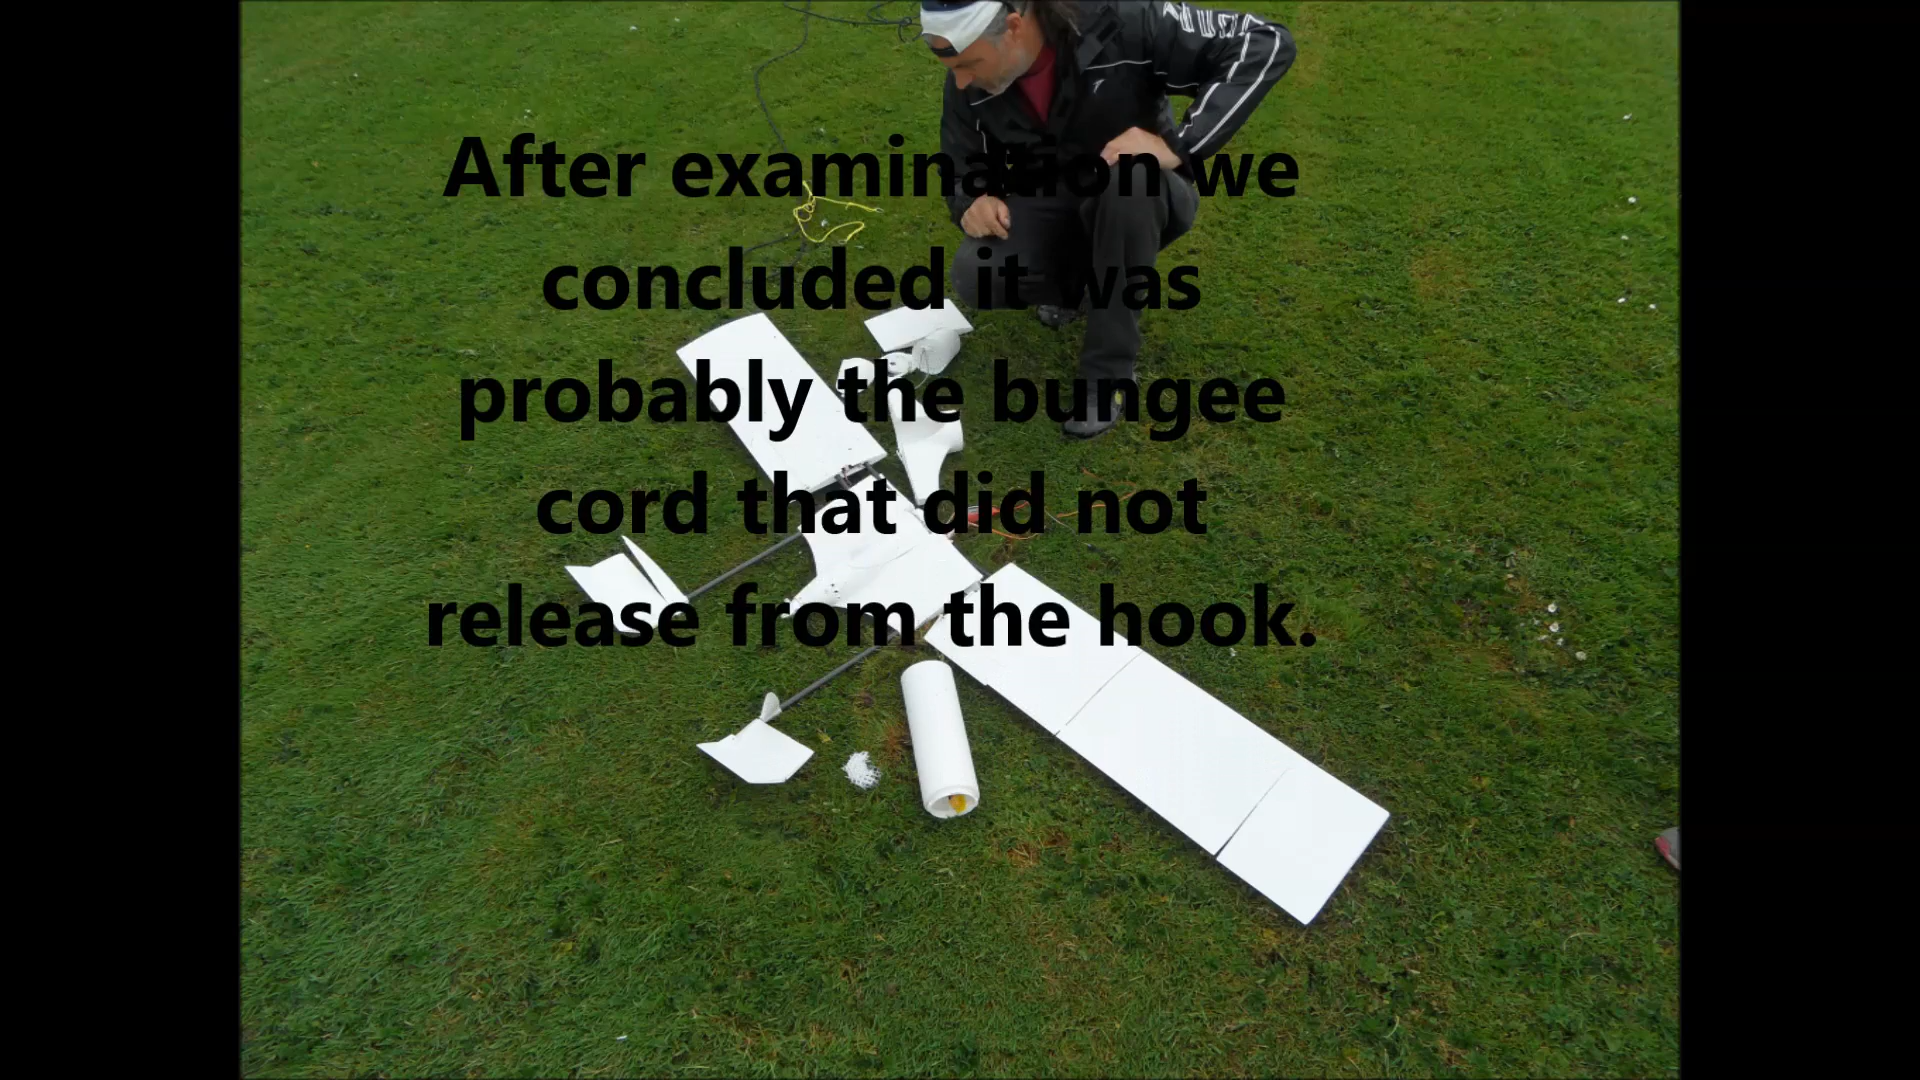 After examination we
concluded it was
probably the bungee
cord that did not
release from the hook.